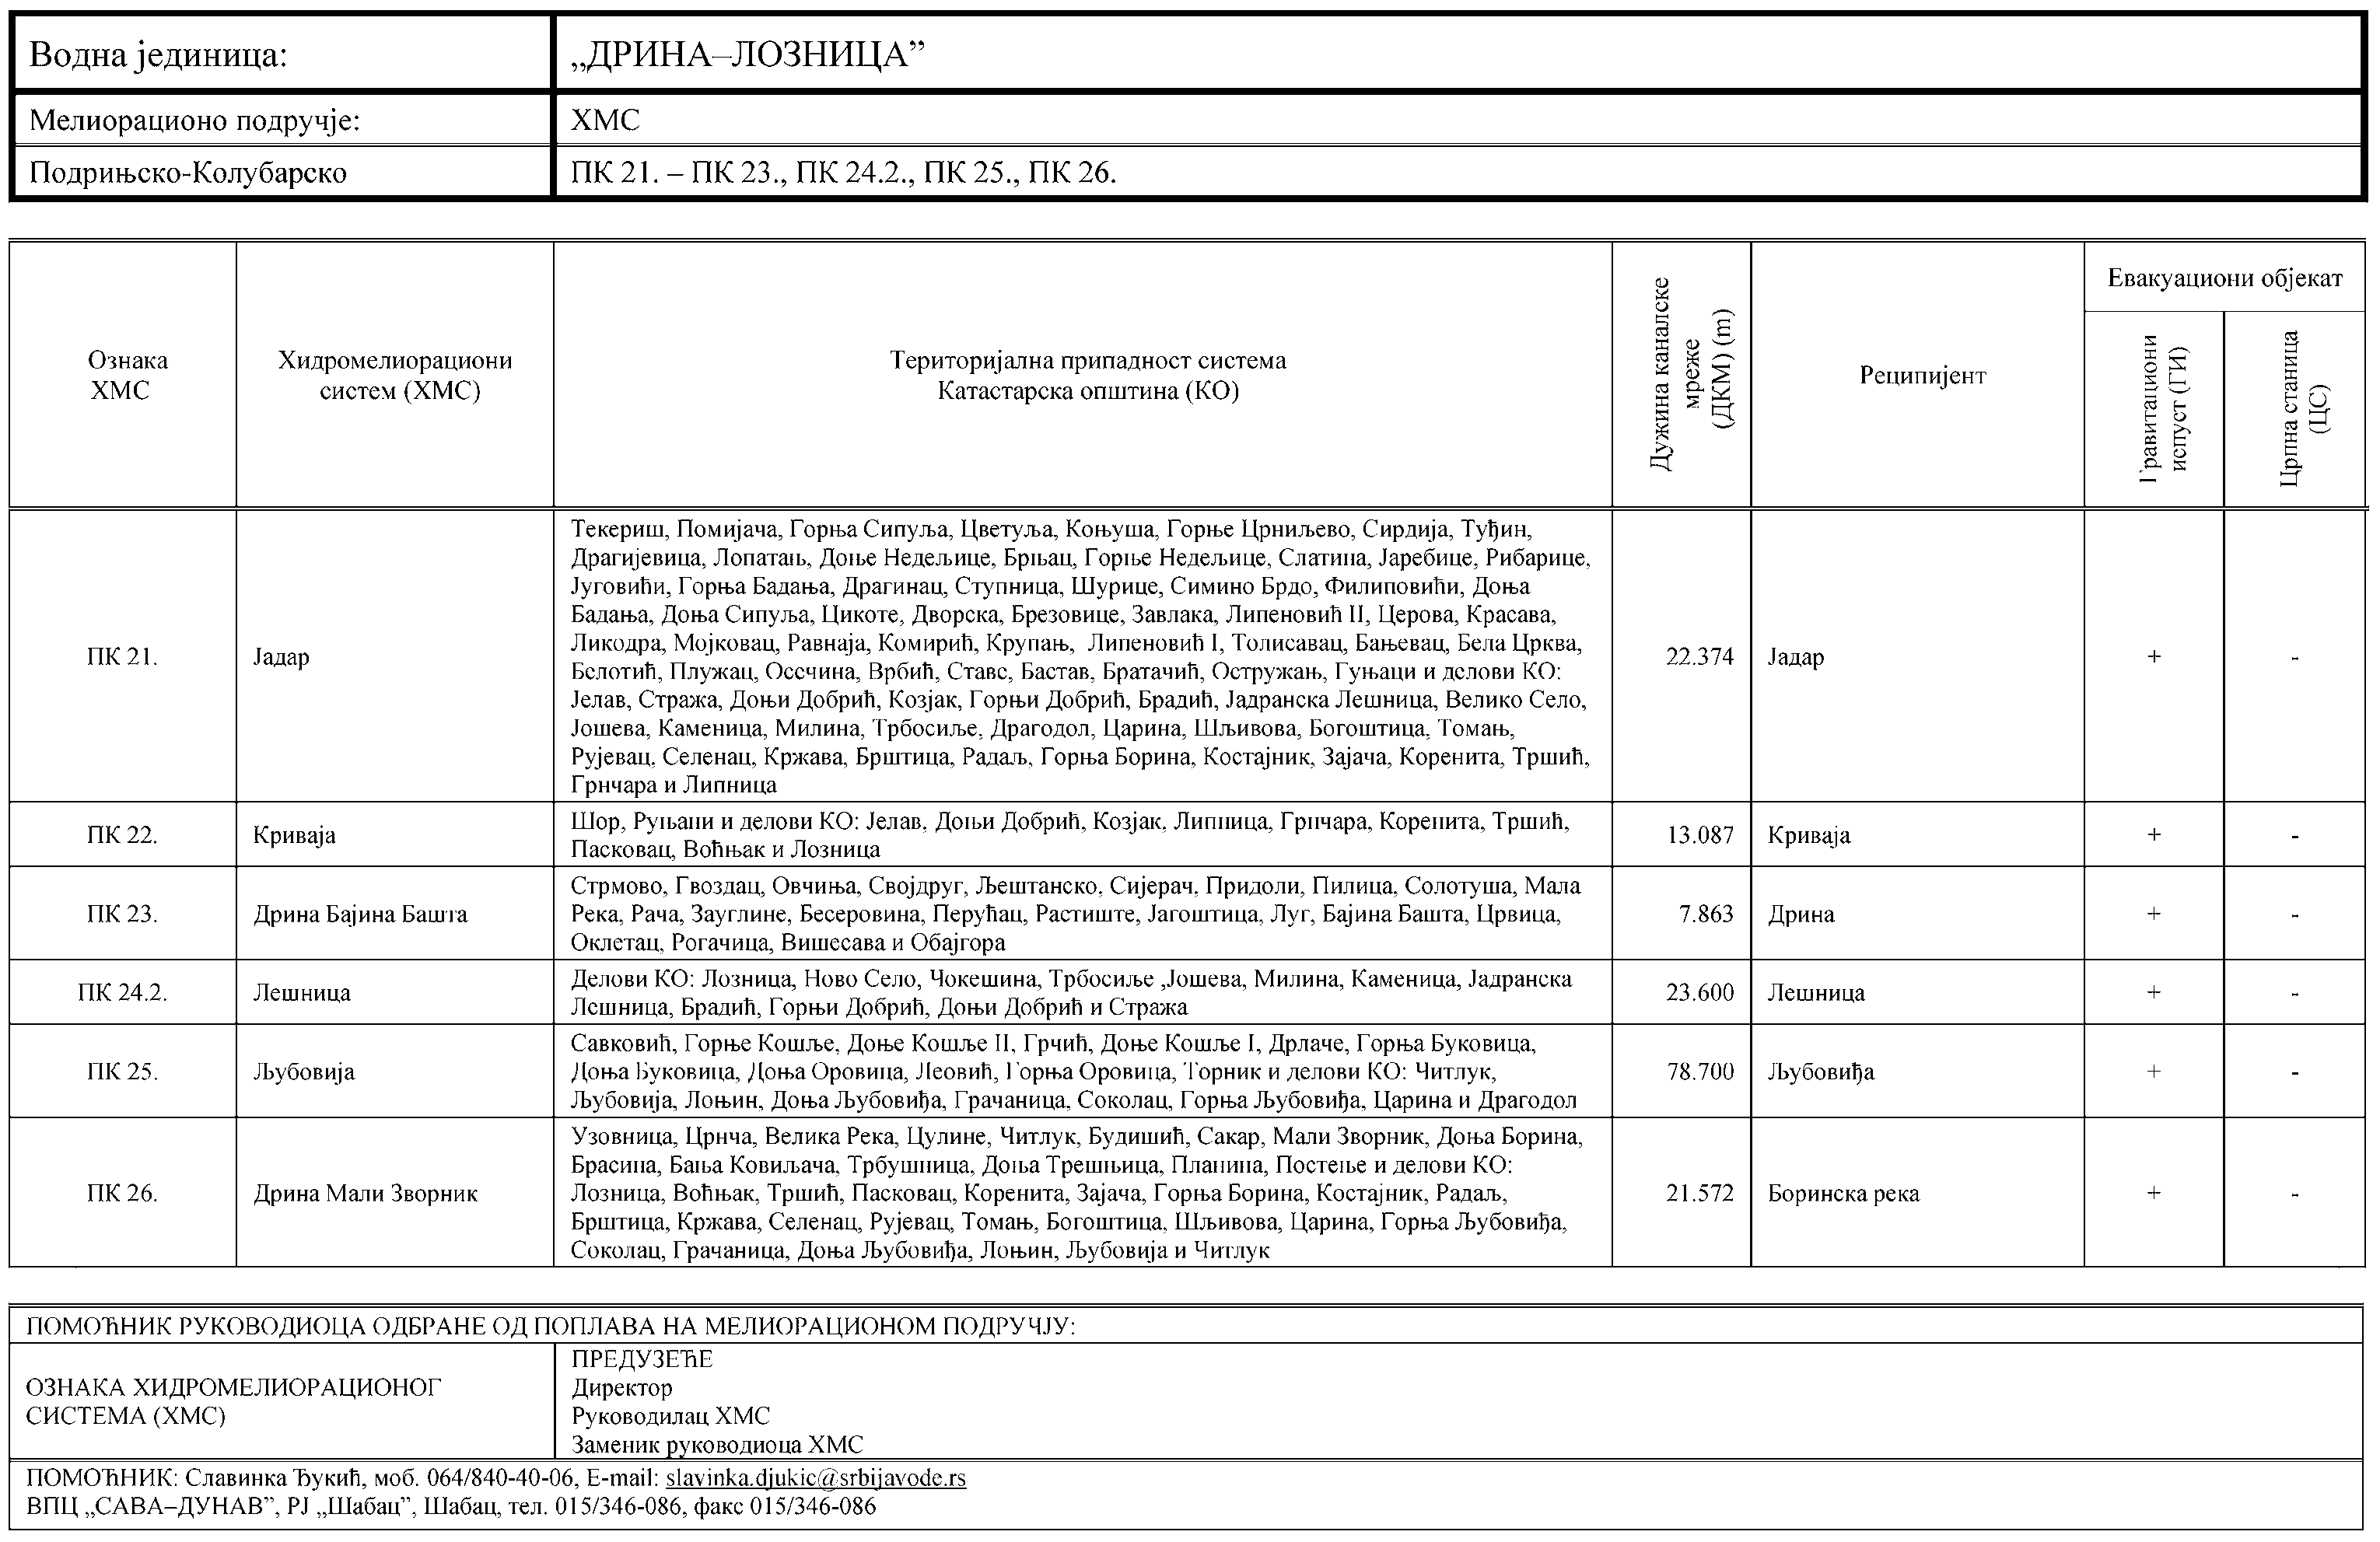 Водна јединица:
„ДРИНА–ЛОЗНИЦА”
Мелиорационо подручје:
ХМС
Подрињско-Колубарско
ПК 21. – ПК 23., ПК 24.2., ПК 25., ПК 26.
Ознака
ХМС
Хидромелиорациони
систем (ХМС)
Територијална припадност система
Катастарска општина (КО)
Дужина каналске
мреже
(ДКМ) (m)
Реципијент
Евакуациони објекат
Гравитациони
испуст (ГИ)
Црпна станица
(ЦС)
ПК 21.
Јадар
Текериш, Помијача, Горња Сипуља, Цветуља, Коњуша, Горње Црниљево, Сирдија, Туђин,
Драгијевица, Лопатањ, Доње Недељице, Брњац, Горње Недељице, Слатина, Јаребице, Рибарице,
Југовићи, Горња Бадања, Драгинац, Ступница, Шурице, Симино Брдо, Филиповићи, Доња
Бадања, Доња Сипуља, Цикоте, Дворска, Брезовице, Завлака, Липеновић II, Церова, Красава,
Ликодра, Мојковац, Равнаја, Комирић, Крупањ, Липеновић I, Толисавац, Бањевац, Бела Црква,
Белотић, Плужац, Осечина, Врбић, Ставе, Бастав, Братачић, Остружањ, Гуњаци и делови КО:
Јелав, Стража, Доњи Добрић, Козјак, Горњи Добрић, Брадић, Јадранска Лешница, Велико Село,
Јошева, Каменица, Милина, Трбосиље, Драгодол, Царина, Шљивова, Богоштица, Томањ,
Рујевац, Селенац, Кржава, Брштица, Радаљ, Горња Борина, Костајник, Зајача, Коренита, Тршић,
Грнчара и Липница
22.374
Јадар
+
-
ПК 22.
Криваја
Шор, Руњани и делови КО: Јелав, Доњи Добрић, Козјак, Липница, Грнчара, Коренита, Тршић,
Пасковац, Воћњак и Лозница
13.087
Криваја
+
-
ПК 23.
Дрина Бајина Башта
Стрмово, Гвоздац, Овчиња, Својдруг, Љештанско, Сијерач, Придоли, Пилица, Солотуша, Мала
Река, Рача, Зауглине, Бесеровина, Перућац, Растиште, Јагоштица, Луг, Бајина Башта, Црвица,
Оклетац, Рогачица, Вишесава и Обајгора
7.863
Дрина
+
-
ПК 24.2.
Лешница
Делови КО: Лозница, Ново Село, Чокешина, Трбосиље ,Јошева, Милина, Каменица, Јадранска
Лешница, Брадић, Горњи Добрић, Доњи Добрић и Стража
23.600
Лешница
+
-
ПК 25.
Љубовија
Савковић, Горње Кошље, Доње Кошље II, Грчић, Доње Кошље I, Дрлаче, Горња Буковица,
Доња Буковица, Доња Оровица, Леовић, Горња Оровица, Торник и делови КО: Читлук,
Љубовија, Лоњин, Доња Љубовиђа, Грачаница, Соколац, Горња Љубовиђа, Царина и Драгодол
78.700
Љубовиђа
+
-
ПК 26.
Дрина Мали Зворник
Узовница, Црнча, Велика Река, Цулине, Читлук, Будишић, Сакар, Мали Зворник, Доња Борина,
Брасина, Бања Ковиљача, Трбушница, Доња Трешњица, Планина, Постење и делови КО:
Лозница, Воћњак, Тршић, Пасковац, Коренита, Зајача, Горња Борина, Костајник, Радаљ,
Брштица, Кржава, Селенац, Рујевац, Томањ, Богоштица, Шљивова, Царина, Горња Љубовиђа,
Соколац, Грачаница, Доња Љубовиђа, Лоњин, Љубовија и Читлук
21.572
Боринска река
+
-
ПОМОЋНИК РУКОВОДИОЦА ОДБРАНЕ ОД ПОПЛАВА НА МЕЛИОРАЦИОНОМ ПОДРУЧЈУ:
ОЗНАКА ХИДРОМЕЛИОРАЦИОНОГ
СИСТЕМА (ХМС)
ПРЕДУЗЕЋЕ
Директор
Руководилац ХМС
Заменик руководиоца ХМС
ПОМОЋНИК: Славинка Ђукић, моб. 064/840-40-06, E-mail: slavinka.djukic@srbijavode.rs
ВПЦ „САВА–ДУНАВ”, РЈ „Шабац”, Шабац, тел. 015/346-086, факс 015/346-086